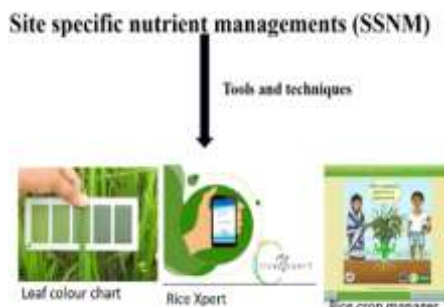 Site specific nutrient managements (SSNM)
Tools and techniques
Leaf colour chart
Rice Xpert
Rice crop manager